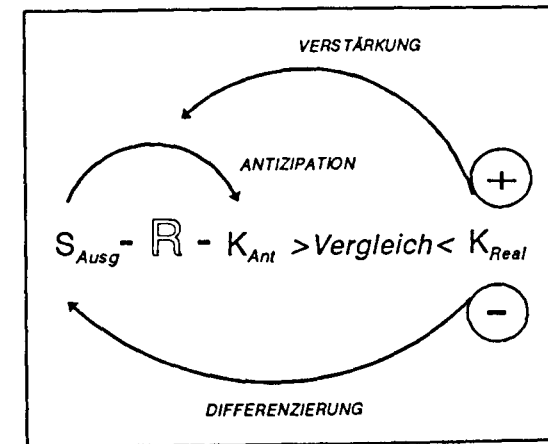 VERSTÄRKUNG
ANTIZIPATION
+
S_Ausg - R - K_Ant >Vergleich< K_Real
-
DIFFERENZIERUNG